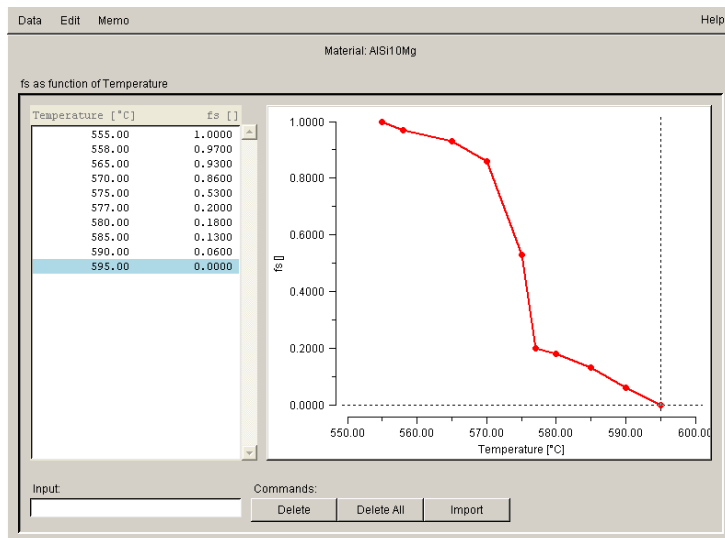 Data Edit Memo Help
Material: AlSi10Mg
fs as function of Temperature
Temperature [°C] fs []
555.00 1.0000
558.00 0.9700
565.00 0.9300
570.00 0.8600
575.00 0.5300
577.00 0.2000
580.00 0.1800
585.00 0.1300
590.00 0.0600
595.00 0.0000
1.0000
0.8000
0.6000
fs []
0.4000
0.2000
0.0000
550.00 560.00 570.00 580.00 590.00 600.00
Temperature [°C]
Input: Commands:
Delete Delete All Import